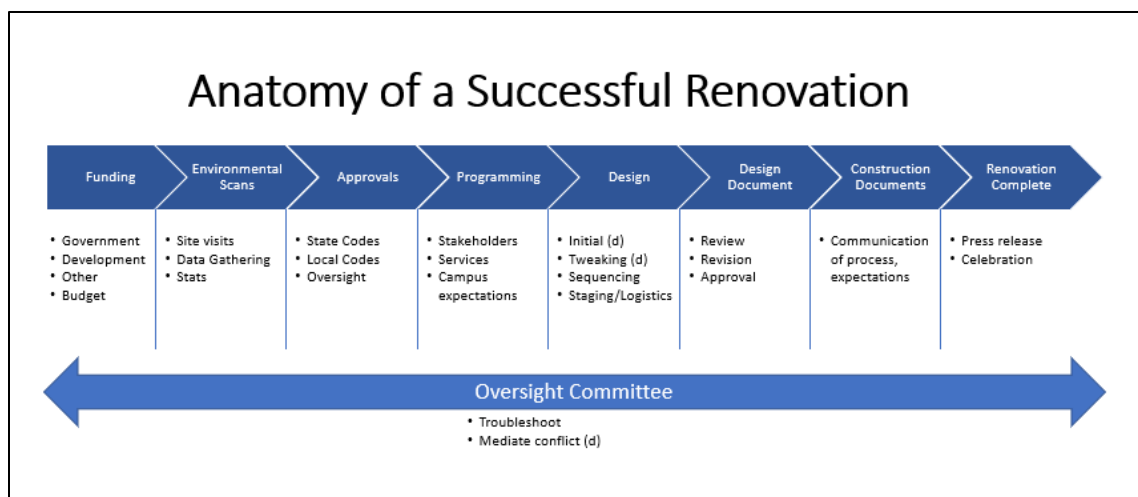 Anatomy of a Successful Renovation
Funding
Environmental
Scans
Approvals
Programming
Design
Design
Document
Construction
Documents
Renovation
Complete
• Government
• Development
• Other
• Budget
• Site visits
• Data Gathering
• Stats
• State Codes
• Local Codes
• Oversight
• Stakeholders
• Services
• Campus
expectations
• Initial (d)
• Tweaking (d)
• Sequencing
• Staging/Logistics
• Review
• Revision
• Approval
• Communication
of process,
expectations
• Press release
• Celebration
Oversight Committee
• Troubleshoot
• Mediate conflict (d)